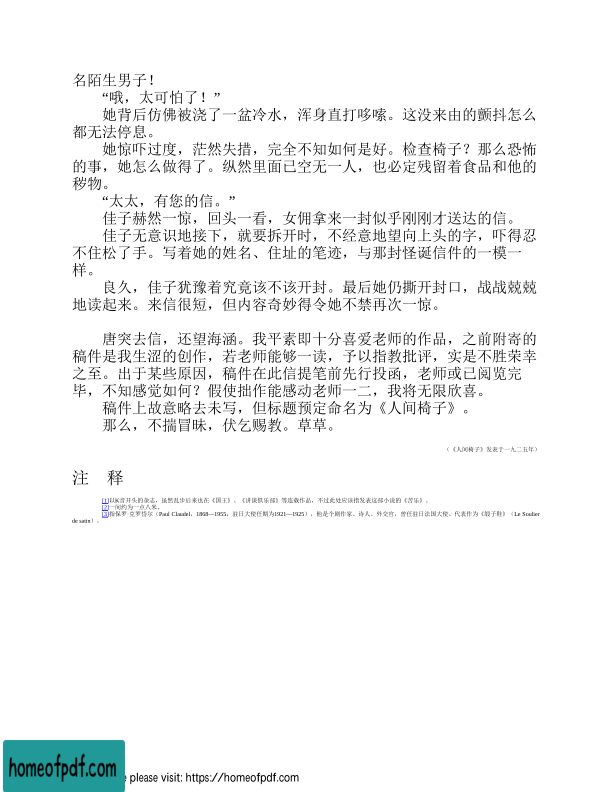 名陌生男子！
“哦，太可怕了！”
她背后仿佛被浇了一盆冷水，浑身直打哆嗦。这没来由的颤抖怎么
都无法停息。
她惊吓过度，茫然失措，完全不知如何是好。检查椅子？那么恐怖
的事，她怎么做得了。纵然里面已空无一人，也必定残留着食品和他的
秽物。
“太太，有您的信。”
佳子赫然一惊，回头一看，女佣拿来一封似乎刚刚才送达的信。
佳子无意识地接下，就要拆开时，不经意地望向上头的字，吓得忍
不住松了手。写着她的姓名、住址的笔迹，与那封怪诞信件的一模一
样。
良久，佳子犹豫着究竟该不该开封。最后她仍撕开封口，战战兢兢
地读起来。来信很短，但内容奇妙得令她不禁再次一惊。
唐突去信，还望海涵。我平素即十分喜爱老师的作品，之前附寄的
稿件是我生涩的创作，若老师能够一读，予以指教批评，实是不胜荣幸
之至。出于某些原因，稿件在此信提笔前先行投函，老师或已阅览完
毕，不知感觉如何？假使拙作能感动老师一二，我将无限欣喜。
稿件上故意略去未写，但标题预定命名为《人间椅子》。
那么，不揣冒昧，伏乞赐教。草草。
（《人间椅子》发表于一九二五年）
注　释
[1]以K音开头的杂志，虽然乱步后来也在《国王》、《讲谈俱乐部》等连载作品，不过此处应该指发表这部小说的《苦乐》。
[2]一间约为一点八米。
[3]指保罗·克罗岱尔（Paul Claudel，1868—1955，驻日大使任期为1921—1925），他是个剧作家、诗人、外交官，曾任驻日法国大使。代表作为《缎子鞋》（Le Soulier
de satin）。
homeofpdf.com
e please visit: https://homeofpdf.com